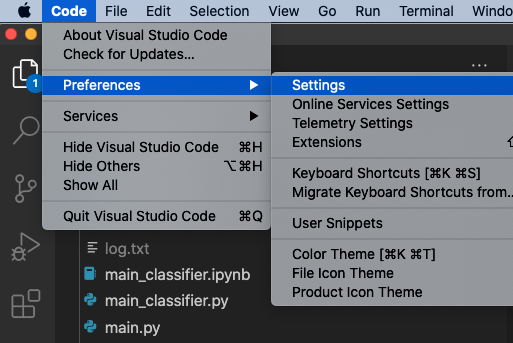 Code File Edit Selection View Go Run Terminal Windo
About Visual Studio Code
Check for Updates...
Preferences
Services
Hide Visual Studio Code ⌘H
Hide Others ⌥⌘H
Show All
Quit Visual Studio Code ⌘Q
Settings
Online Services Settings
Telemetry Settings
Extensions
Keyboard Shortcuts [⌘K ⌘S]
Migrate Keyboard Shortcuts from...
User Snippets
Color Theme [⌘K ⌘T]
File Icon Theme
Product Icon Theme
1
log.txt
main_classifier.ipynb
main_classifier.py
main.py